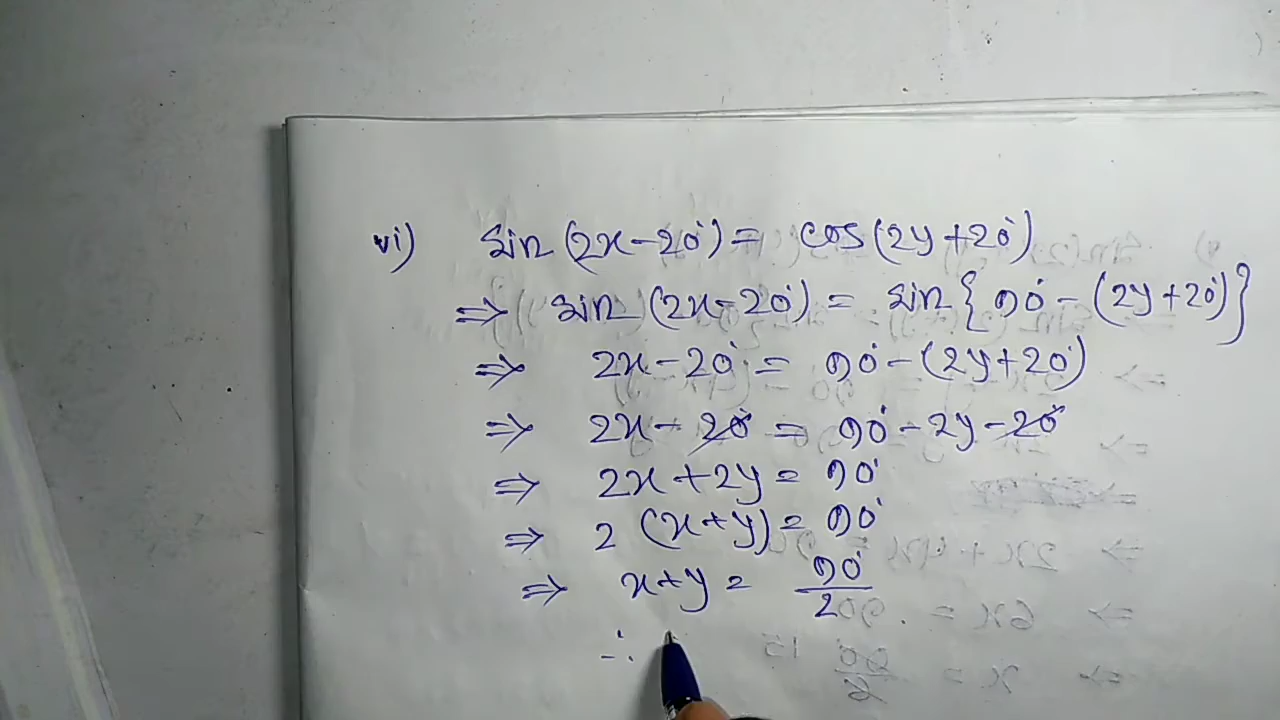 vi) sin (2x-20°) = cos (2y+20°)
⇒ sin (2x-20°) = sin { 90° - (2y+20°)}
⇒ 2x-20° = 90° - (2y+20°)
⇒ 2x - 20° = 90° - 2y - 20°
⇒ 2x + 2y = 90°
⇒ 2 (x+y) = 90°
⇒ x+y = 90°/2
∴